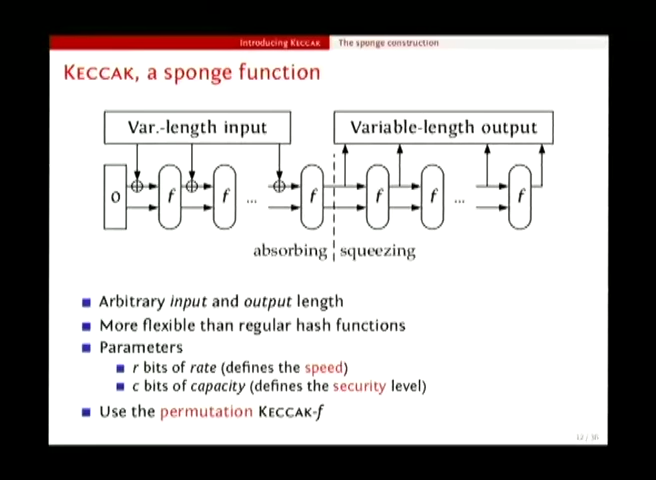 Introducing KECCAK The sponge construction
KECCAK, a sponge function
Var.-length input Variable-length output
0 f f ... f f f ... f
absorbing squeezing
Arbitrary input and output length
More flexible than regular hash functions
Parameters
r bits of rate (defines the speed)
c bits of capacity (defines the security level)
Use the permutation KECCAK-f
12 / 36